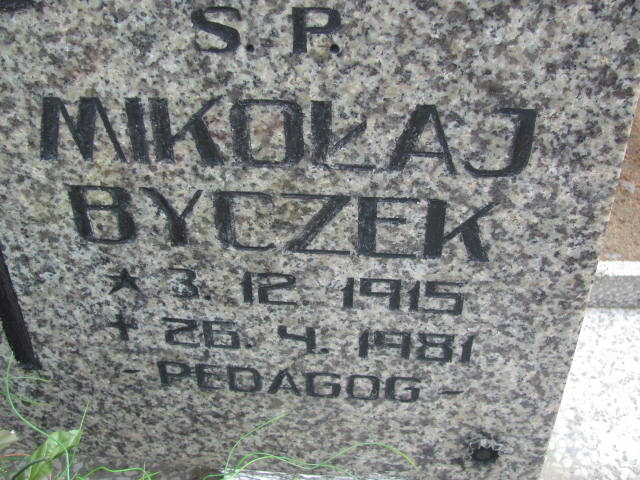 S. P.
MIKOŁAJ
BYCZEK
★ 3. 12. 1915
+ 26. 4. 1981
- PEDAGOG -